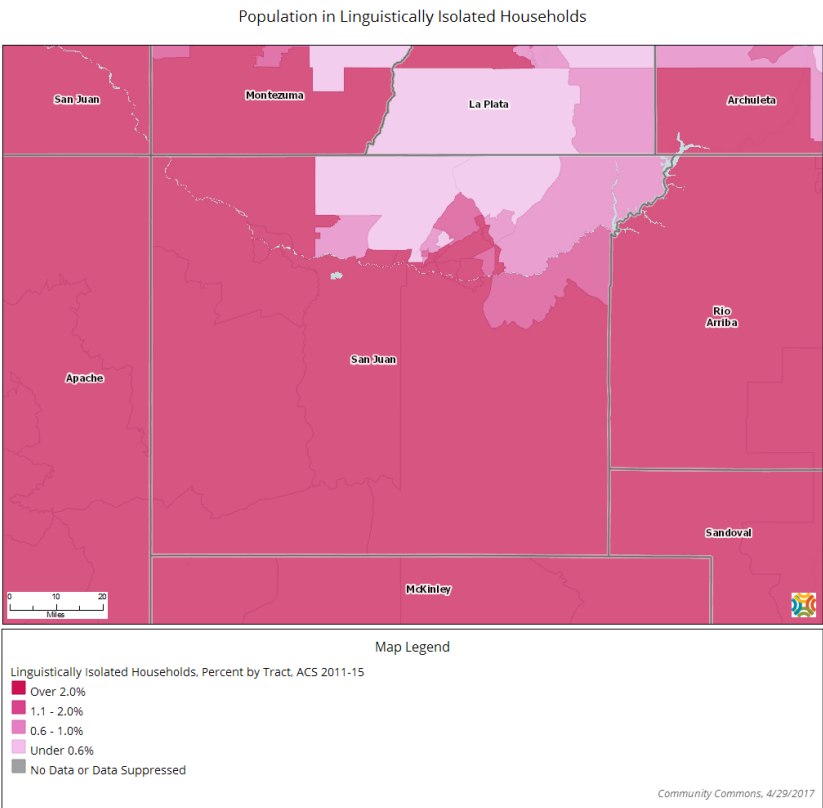 Population in Linguistically Isolated Households
San Juan
Montezuma
La Plata
Archuleta
Rio
Arriba
San Juan
Apache
Sandoval
McKinley
0 10 20
Miles
Map Legend
Linguistically Isolated Households, Percent by Tract, ACS 2011-15
Over 2.0%
1.1 - 2.0%
0.6 - 1.0%
Under 0.6%
No Data or Data Suppressed
Community Commons, 4/29/2017